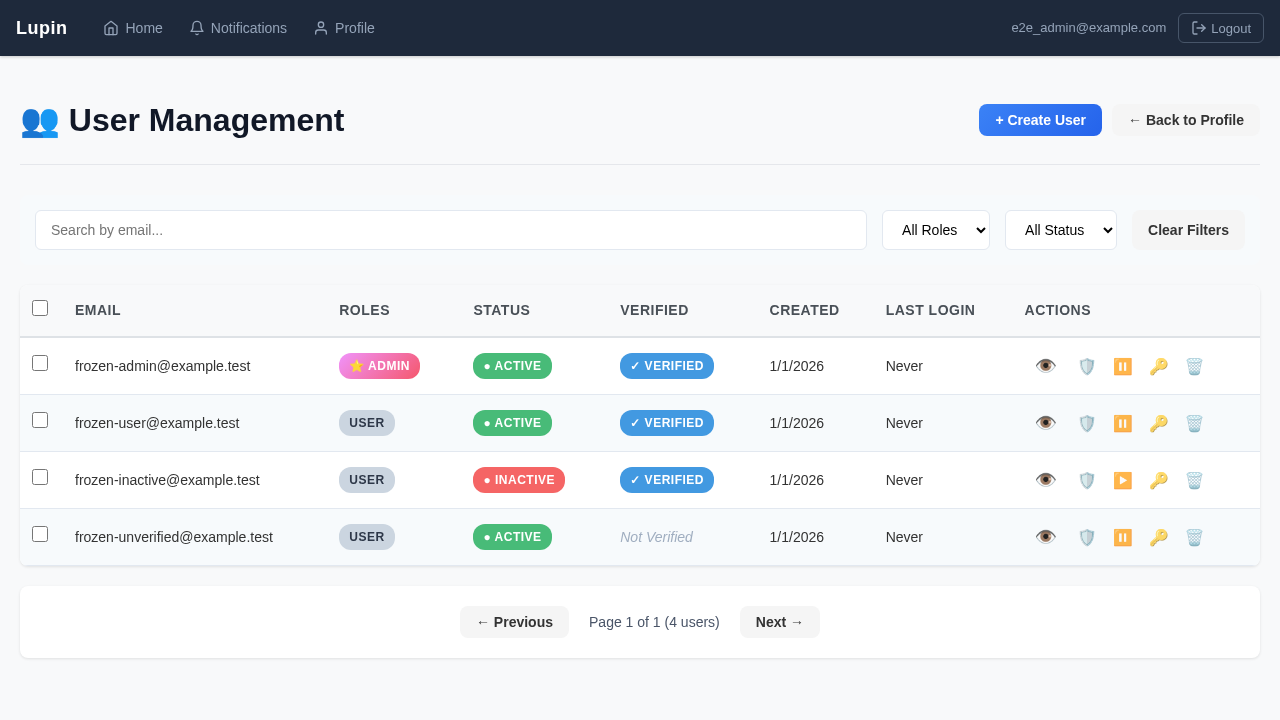 Lupin Home Notifications Profile e2e_admin@example.com Logout
👥 User Management + Create User ← Back to Profile
Search by email... All Roles All Status Clear Filters
EMAIL ROLES STATUS VERIFIED CREATED LAST LOGIN ACTIONS
frozen-admin@example.test ⭐ ADMIN ● ACTIVE ✓ VERIFIED 1/1/2026 Never
frozen-user@example.test USER ● ACTIVE ✓ VERIFIED 1/1/2026 Never
frozen-inactive@example.test USER ● INACTIVE ✓ VERIFIED 1/1/2026 Never
frozen-unverified@example.test USER ● ACTIVE Not Verified 1/1/2026 Never
← Previous Page 1 of 1 (4 users) Next →